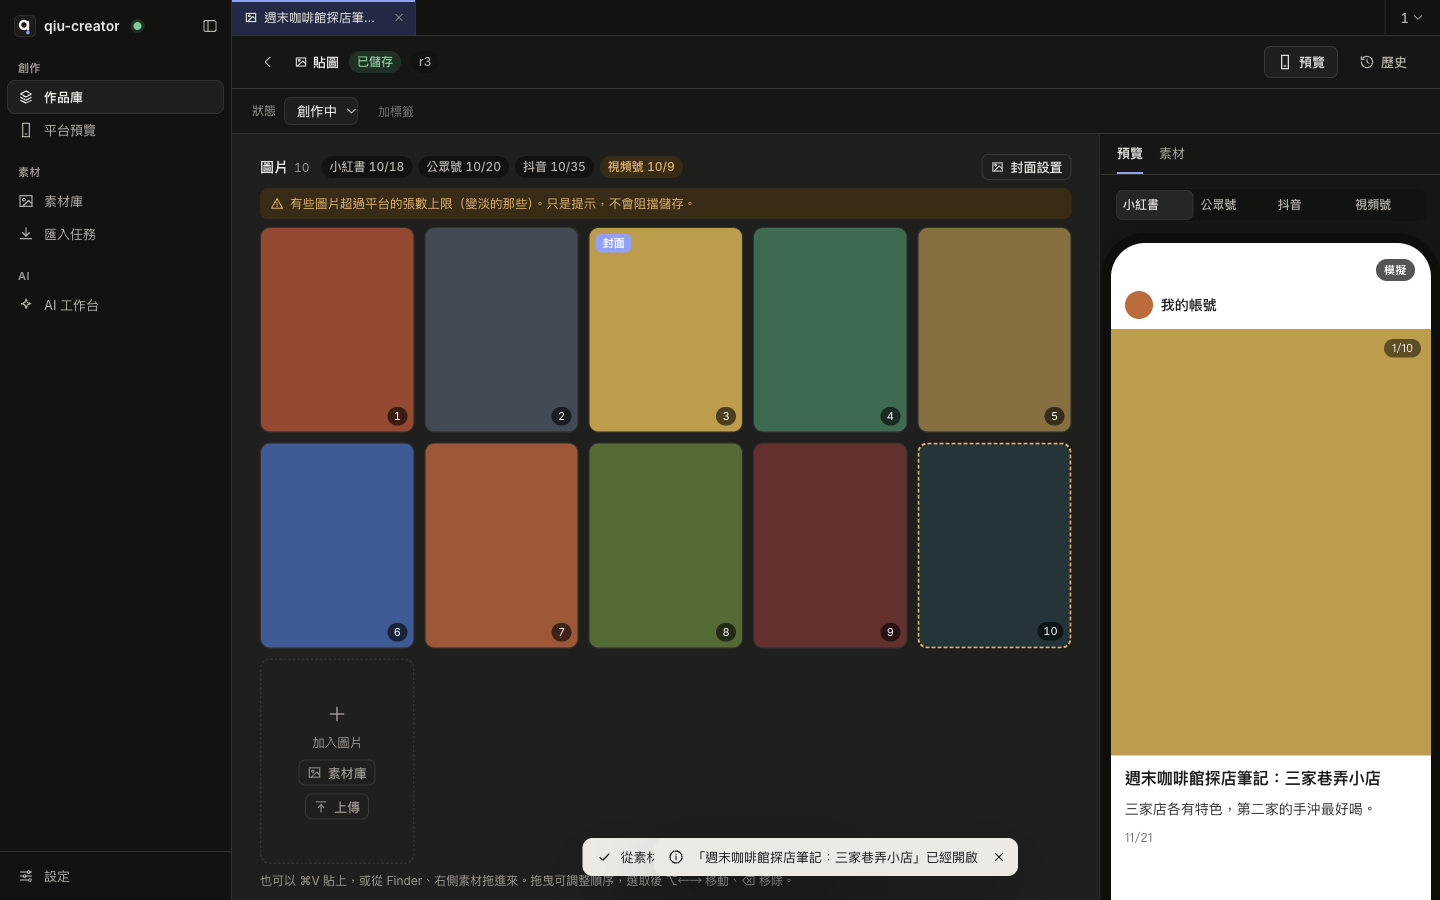 qiu-creator
創作
作品庫
平台預覽
素材
素材庫
匯入任務
AI
AI 工作台
設定
週末咖啡館探店筆...
1
貼圖 已儲存 r3
預覽 歷史
狀態 創作中 加標籤
圖片 10 小紅書 10/18 公眾號 10/20 抖音 10/35 視頻號 10/9 封面設置
有些圖片超過平台的張數上限（變淡的那些）。只是提示，不會阻擋儲存。
封面
1
2
3
4
5
6
7
8
9
10
加入圖片
素材庫
上傳
也可以 ⌘V 貼上，或從 Finder、右側素材拖進來。拖曳可調整順序，選取後 ⌥←→ 移動、⌫ 移除。
從素材
「週末咖啡館探店筆記：三家巷弄小店」已經開啟
預覽 素材
小紅書 公眾號 抖音 視頻號
模擬
我的帳號
1/10
週末咖啡館探店筆記：三家巷弄小店
三家店各有特色，第二家的手沖最好喝。
11/21